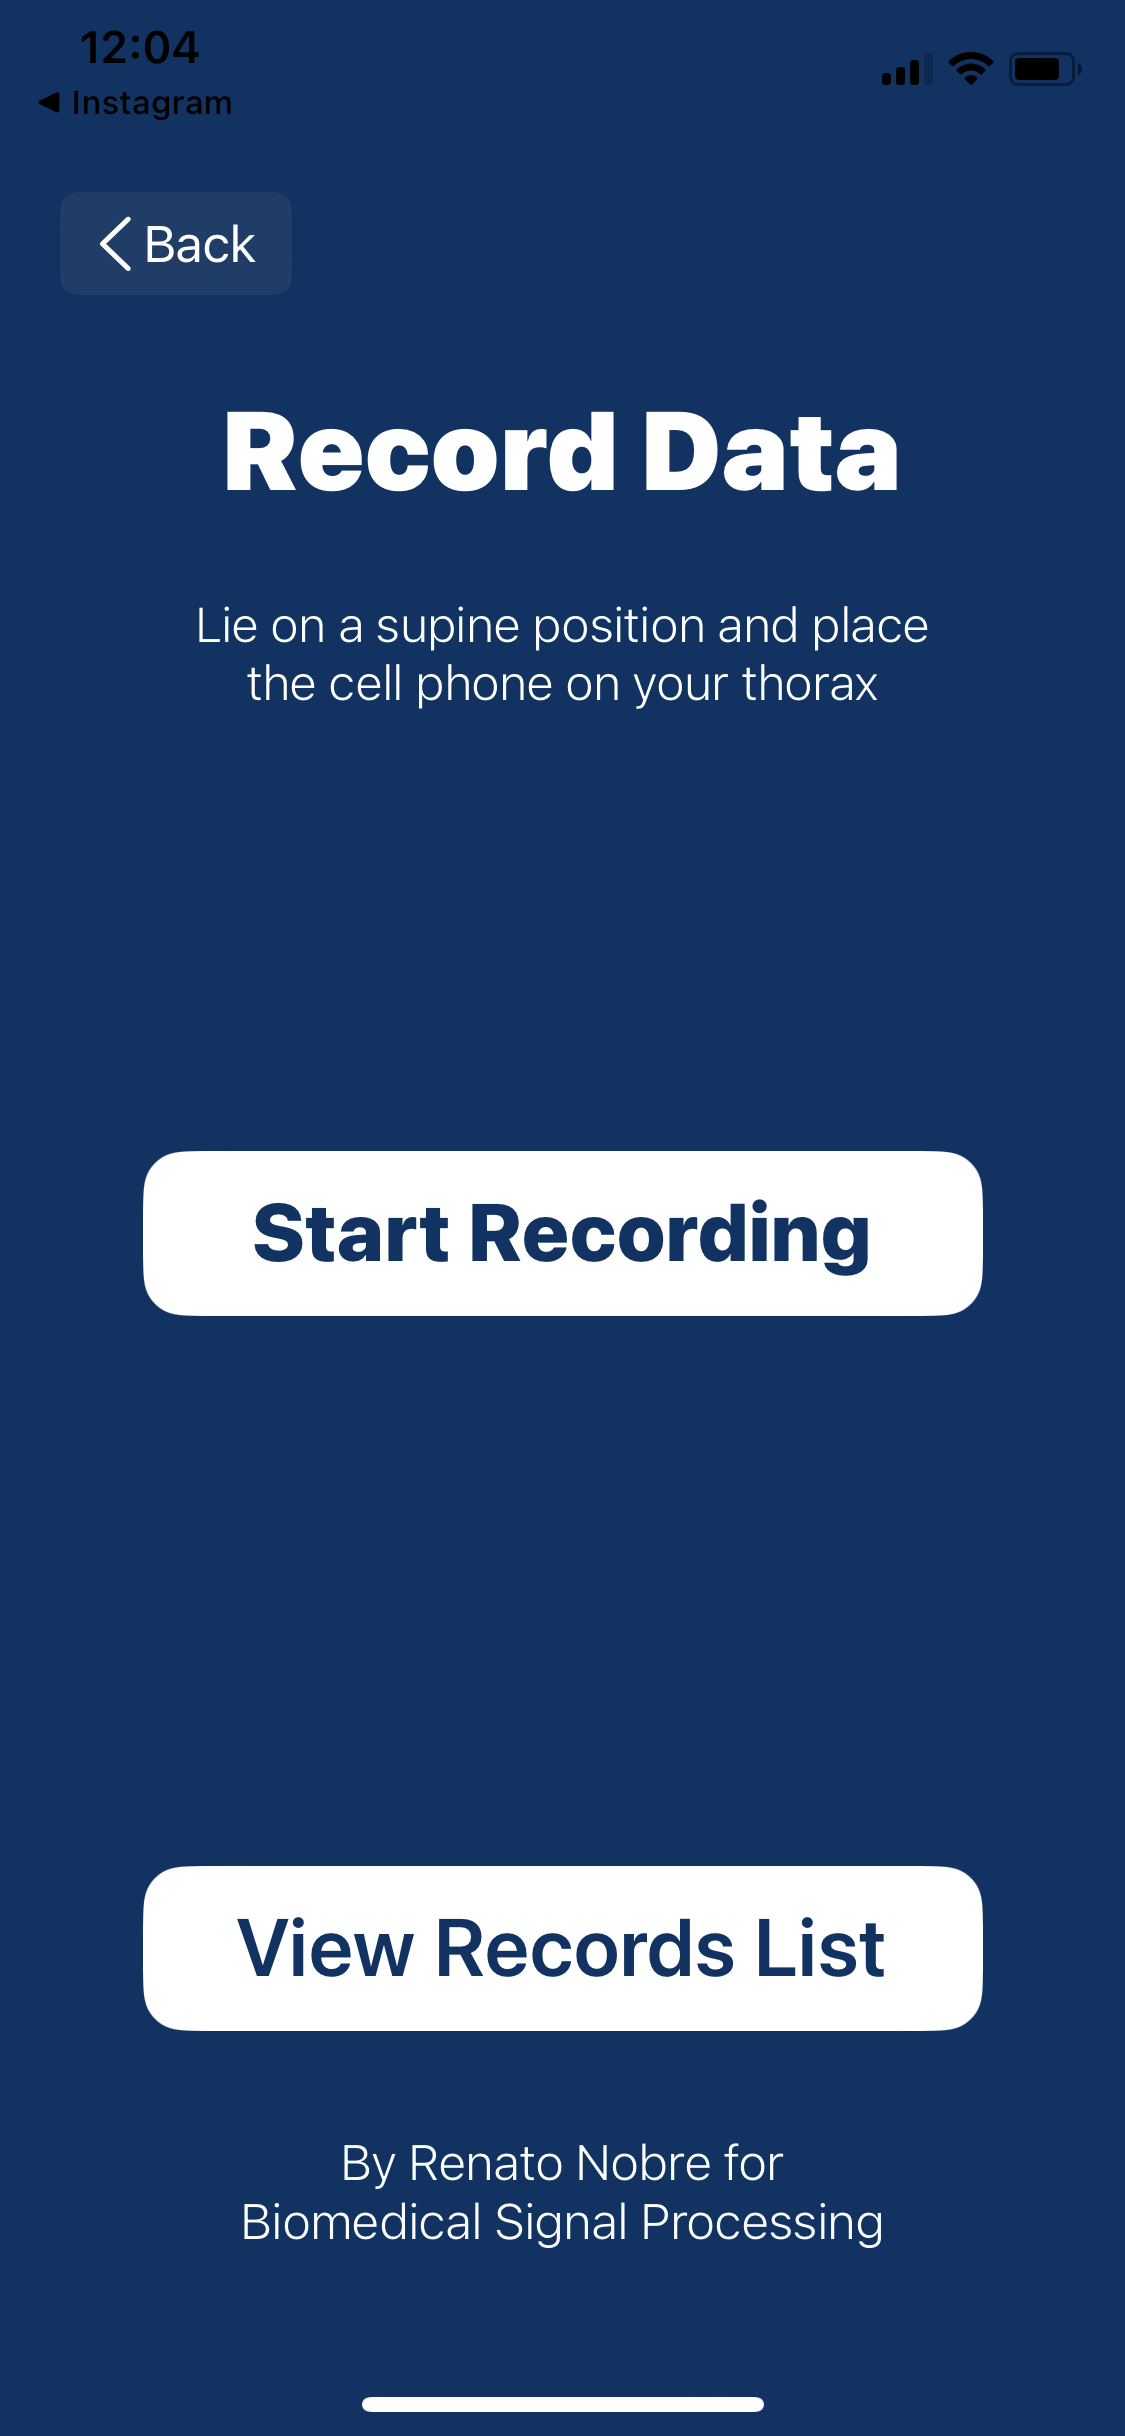 12:04
Instagram
Back
Record Data
Lie on a supine position and place
the cell phone on your thorax
Start Recording
View Records List
By Renato Nobre for
Biomedical Signal Processing